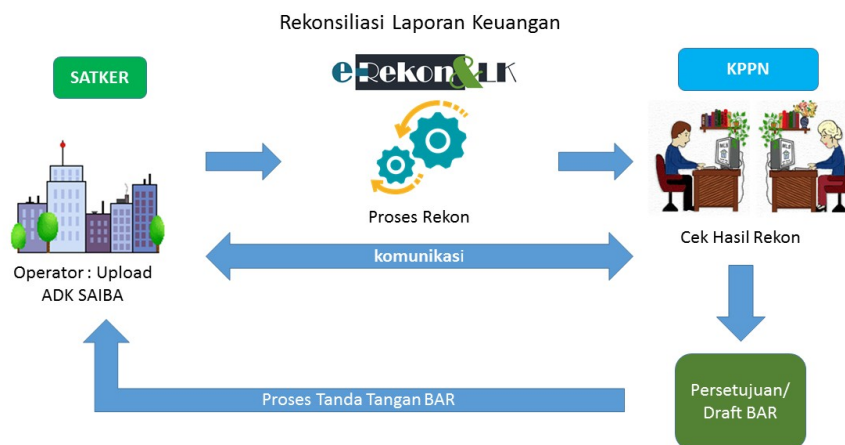 Rekonsiliasi Laporan Keuangan
SATKER
e-Rekon&LK
KPPN
Proses Rekon
Cek Hasil Rekon
komunikasi
Operator : Upload
ADK SAIBA
Persetujuan/
Draft BAR
Proses Tanda Tangan BAR